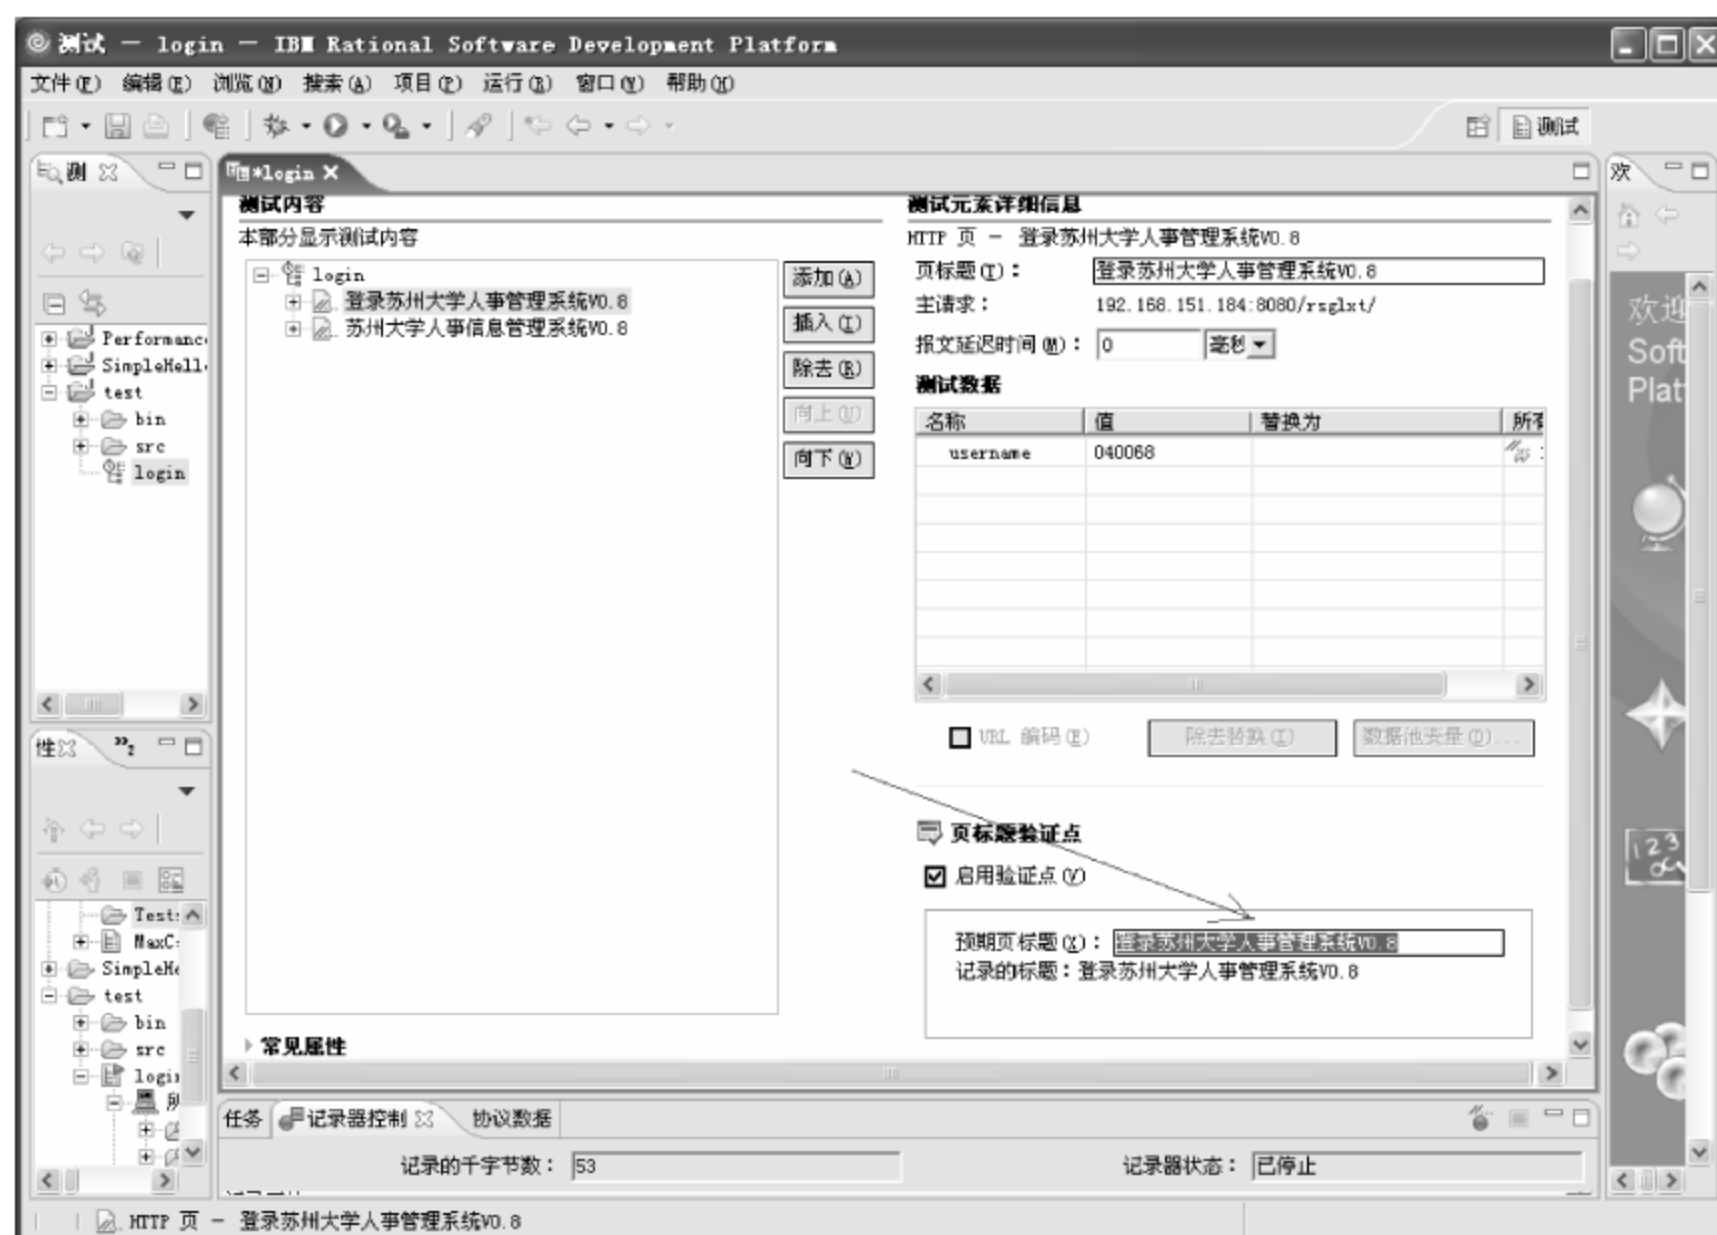 测试 - login - IBM Rational Software Development Platform
文件(F) 编辑(E) 浏览(N) 搜索(A) 项目(P) 运行(R) 窗口(W) 帮助(H)
测试
测
Performanc
SimpleHell
test
bin
src
login
*login
测试内容
本部分显示测试内容
login
登录苏州大学人事管理系统V0.8
苏州大学人事信息管理系统V0.8
添加(A)
插入(I)
除去(R)
向上(U)
向下(W)
测试元素详细信息
HTTP 页 - 登录苏州大学人事管理系统V0.8
页标题(T)： 登录苏州大学人事管理系统V0.8
主请求： 192.168.151.184:8080/rsglxt/
报文延迟时间(M)： 0 毫秒
测试数据
名称 值 替换为 所有
username 040068
URL 编码(E) 除去替换(I) 数据池变量(D)...
页标题验证点
启用验证点(V)
预期页标题(X)： 登录苏州大学人事管理系统V0.8
记录的标题：登录苏州大学人事管理系统V0.8
常见属性
欢
欢迎
Soft
Plat
123
性
Test:
MaxC:
SimpleHe
test
bin
src
login
所
任务 记录器控制 协议数据
记录的千字节数： 53 记录器状态： 已停止
HTTP 页 - 登录苏州大学人事管理系统V0.8